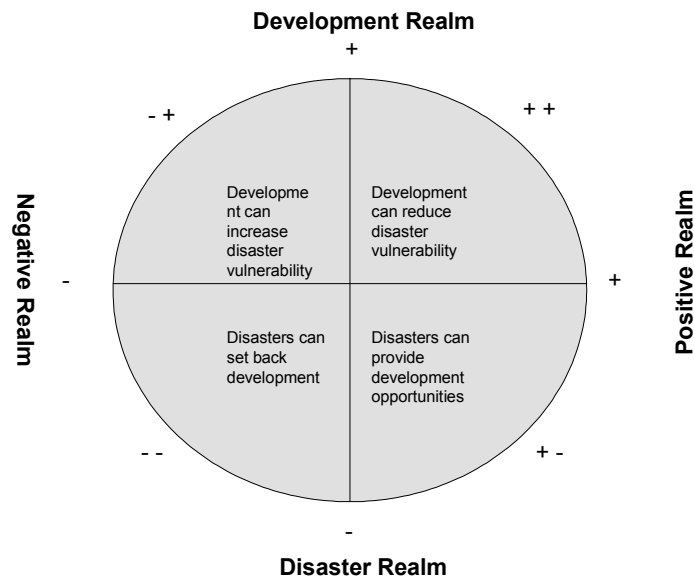 Development Realm
+
- +
+ +
Negative Realm
-
Developme
nt can
increase
disaster
vulnerability
Development
can reduce
disaster
vulnerability
+
Positive Realm
Disasters can
set back
development
Disasters can
provide
development
opportunities
- -
+ -
-
Disaster Realm